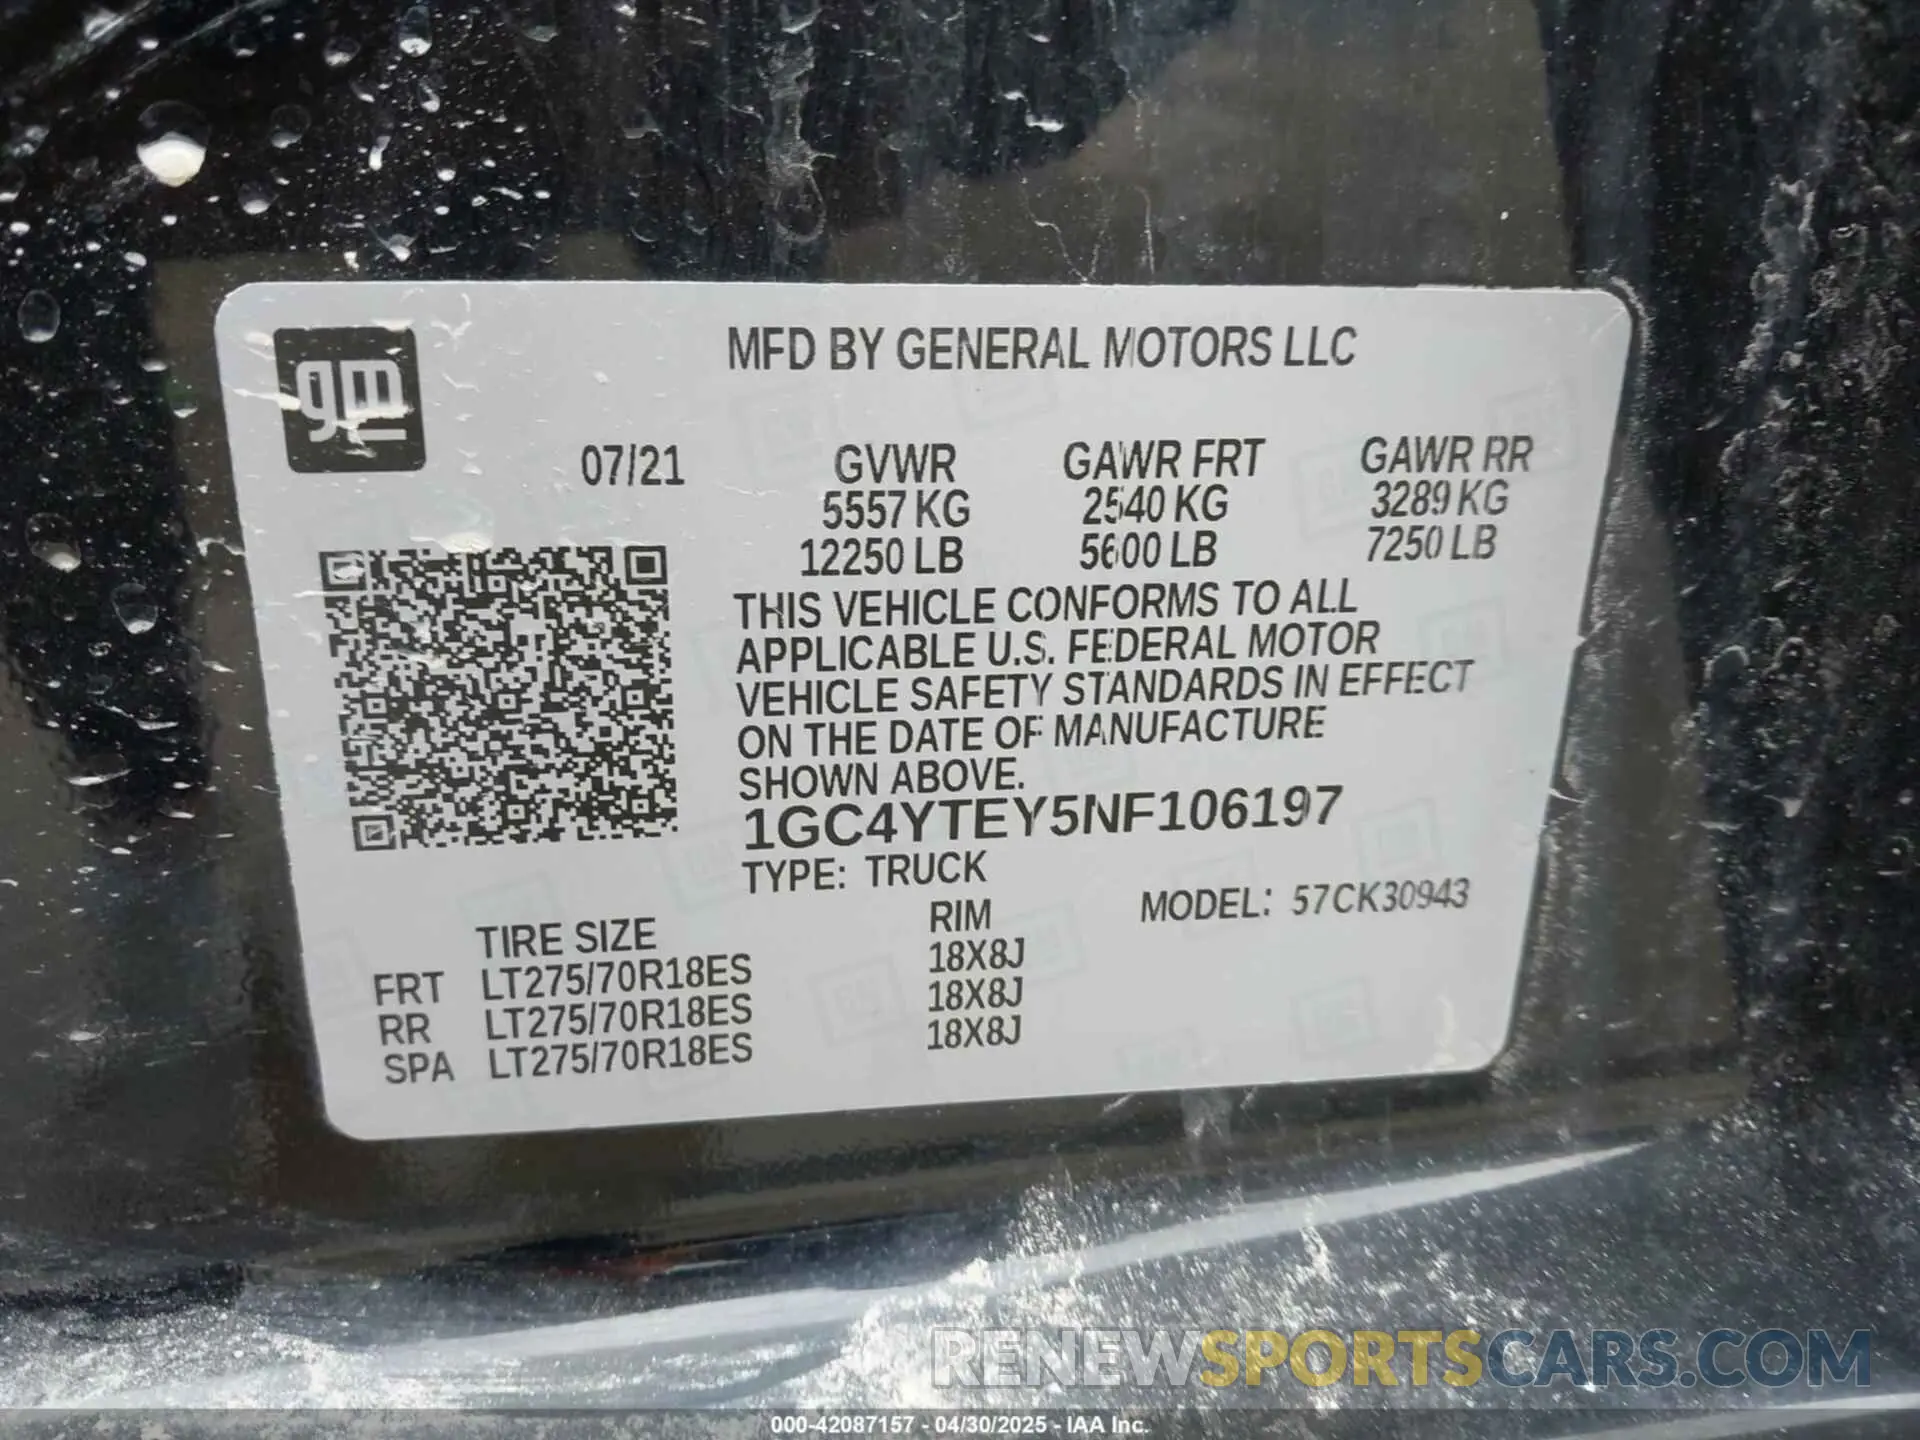 gm
MFD BY GENERAL MOTORS LLC
07/21 GVWR GAWR FRT GAWR RR
5557 KG 2540 KG 3289 KG
12250 LB 5600 LB 7250 LB
THIS VEHICLE CONFORMS TO ALL
APPLICABLE U.S. FEDERAL MOTOR
VEHICLE SAFETY STANDARDS IN EFFECT
ON THE DATE OF MANUFACTURE
SHOWN ABOVE.
1GC4YTEY5NF106197
TYPE: TRUCK
MODEL: 57CK30943
TIRE SIZE RIM
FRT LT275/70R18ES 18X8J
RR LT275/70R18ES 18X8J
SPA LT275/70R18ES 18X8J
RENEWSPORTSCARS.COM
000-42087157 - 04/30/2025 - IAA Inc.